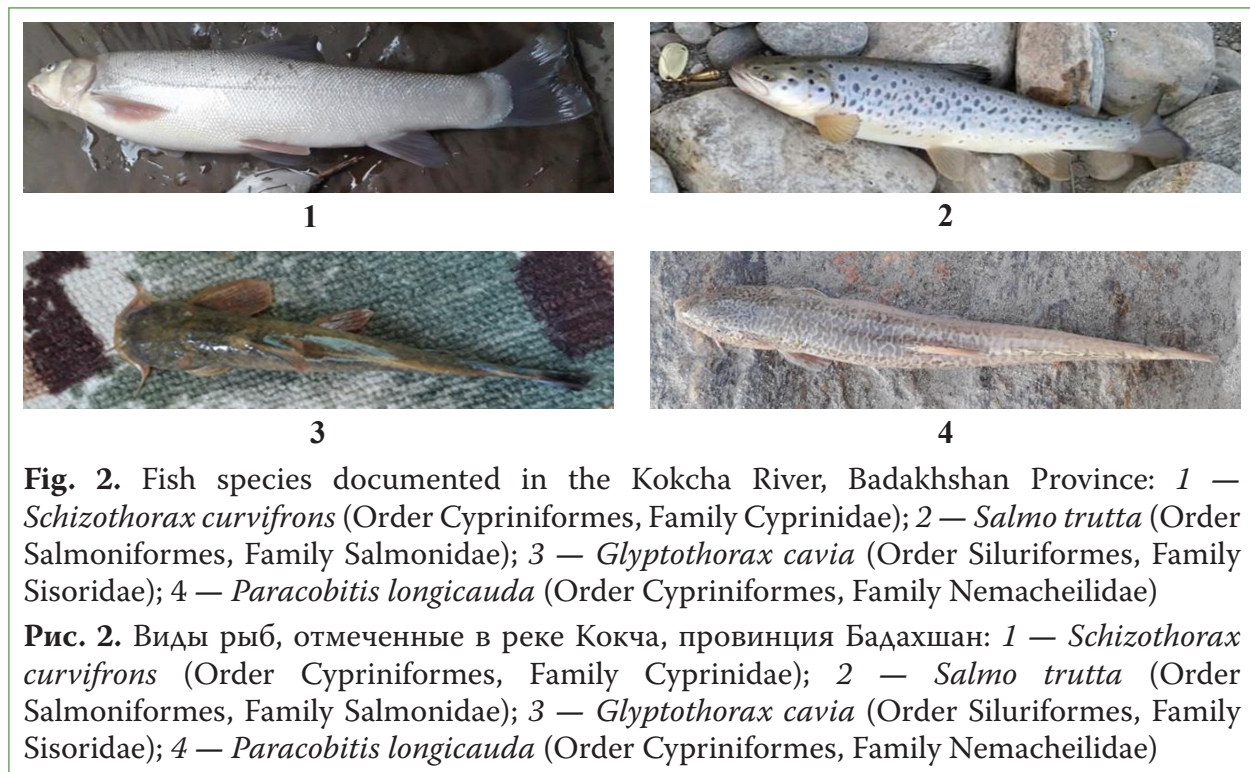 1
2
3
4
Fig. 2. Fish species documented in the Kokcha River, Badakhshan Province: 1 —
Schizothorax curvifrons (Order Cypriniformes, Family Cyprinidae); 2 — Salmo trutta (Order
Salmoniformes, Family Salmonidae); 3 — Glyptothorax cavia (Order Siluriformes, Family
Sisoridae); 4 — Paracobitis longicauda (Order Cypriniformes, Family Nemacheilidae)
Рис. 2. Виды рыб, отмеченные в реке Кокча, провинция Бадахшан: 1 — Schizothorax
curvifrons (Order Cypriniformes, Family Cyprinidae); 2 — Salmo trutta (Order
Salmoniformes, Family Salmonidae); 3 — Glyptothorax cavia (Order Siluriformes, Family
Sisoridae); 4 — Paracobitis longicauda (Order Cypriniformes, Family Nemacheilidae)